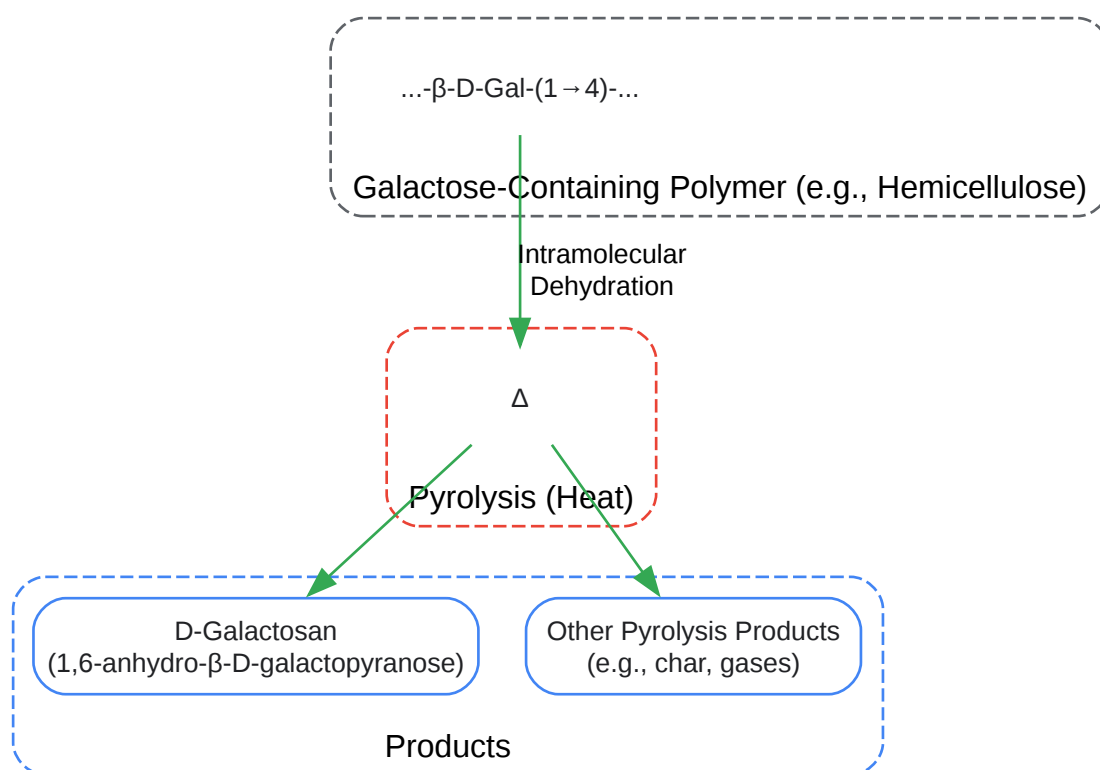 ...-β-D-Gal-(1→4)-...
Galactose-Containing Polymer (e.g., Hemicellulose)
Intramolecular
Dehydration
Δ
Pyrolysis (Heat)
D-Galactosan
(1,6-anhydro-β-D-galactopyranose)
Other Pyrolysis Products
(e.g., char, gases)
Products